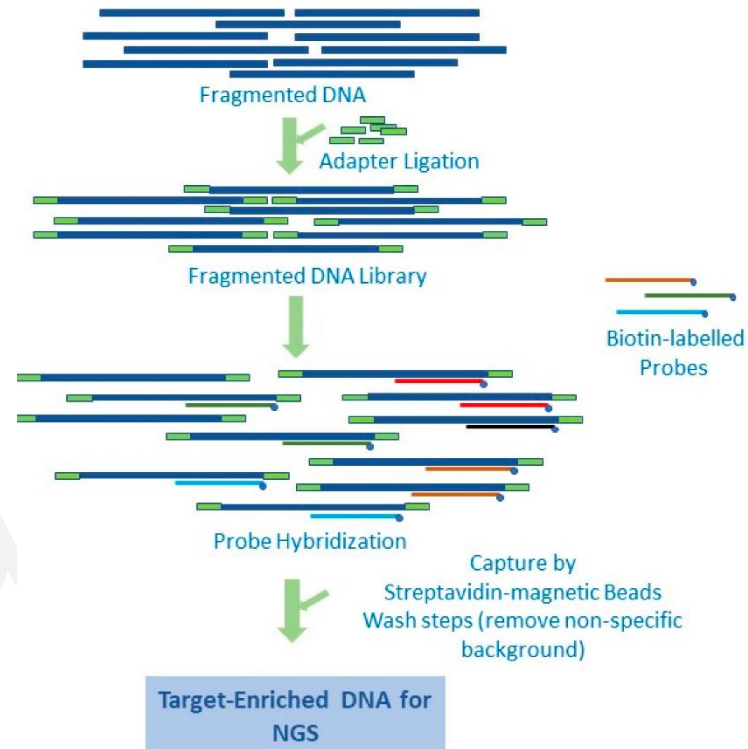 Fragmented DNA
Adapter Ligation
Fragmented DNA Library
Biotin-labelled
Probes
Probe Hybridization
Capture by
Streptavidin-magnetic Beads
Wash steps (remove non-specific
background)
Target-Enriched DNA for
NGS